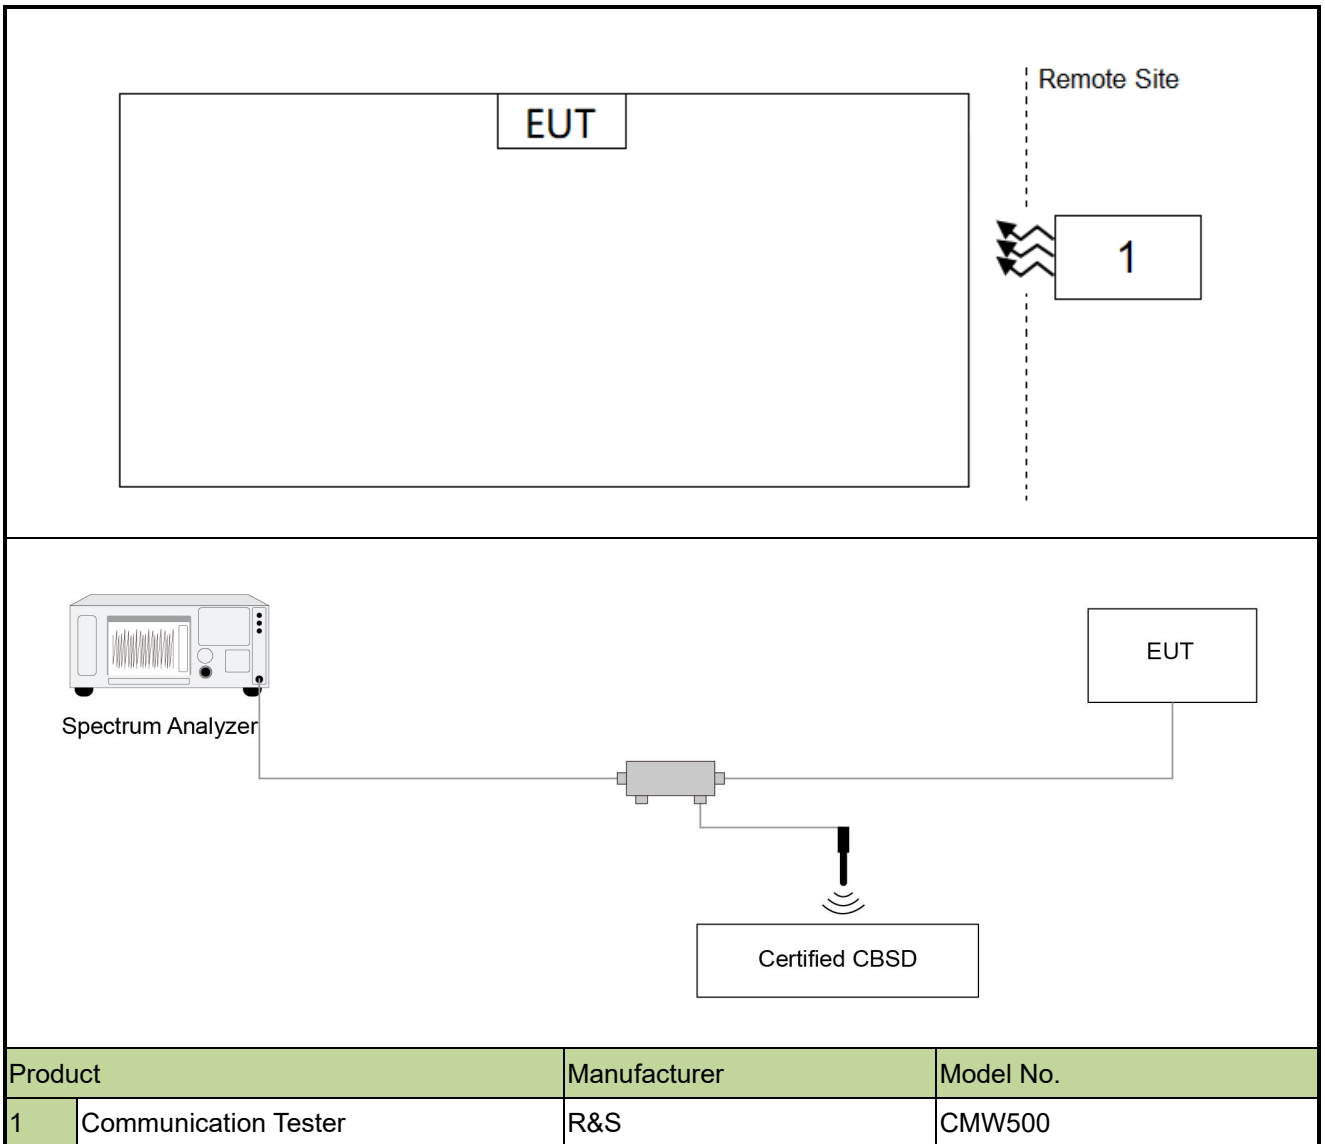 Remote Site
EUT
1
EUT
Spectrum Analyzer
Certified CBSD
Product Manufacturer Model No.
1 Communication Tester R&S CMW500